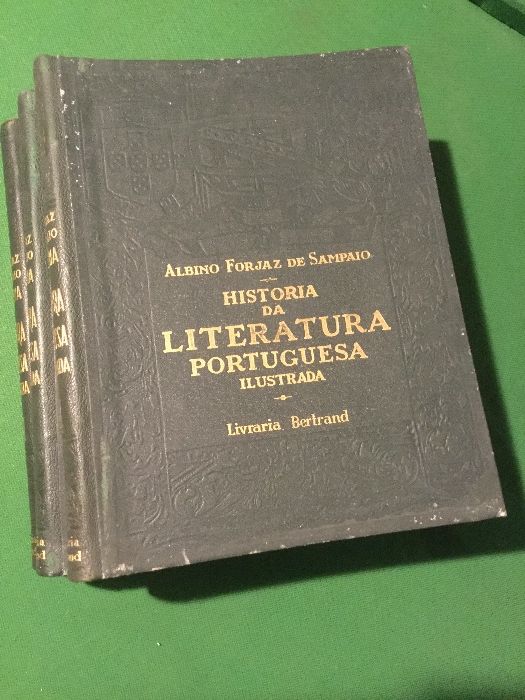 ALBINO FORJAZ DE SAMPAIO
HISTORIA
DA
LITERATURA
PORTUGUESA
ILUSTRADA
Livraria Bertrand